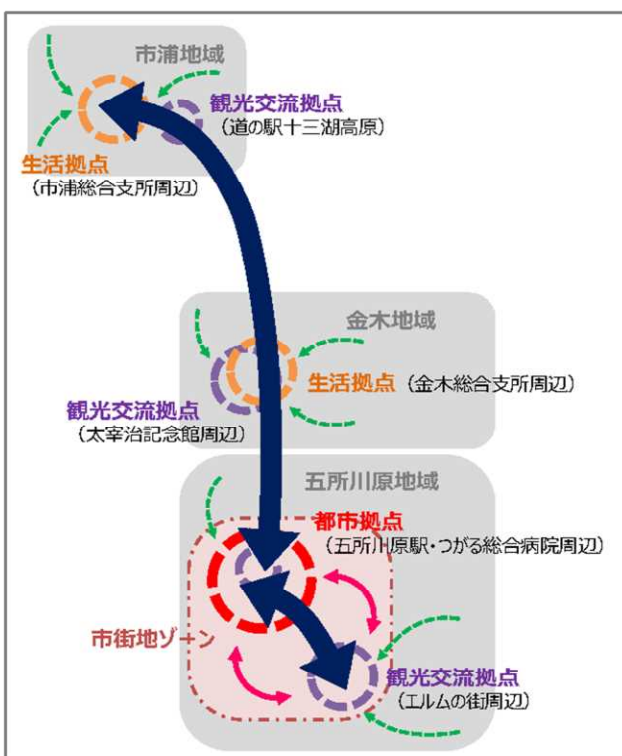 市浦地域
観光交流拠点
（道の駅十三湖高原）
生活拠点
（市浦総合支所周辺）
金木地域
生活拠点（金木総合支所周辺）
観光交流拠点
（太宰治記念館周辺）
五所川原地域
都市拠点
（五所川原駅・つがる総合病院周辺）
市街地ゾーン
観光交流拠点
（エルムの街周辺）